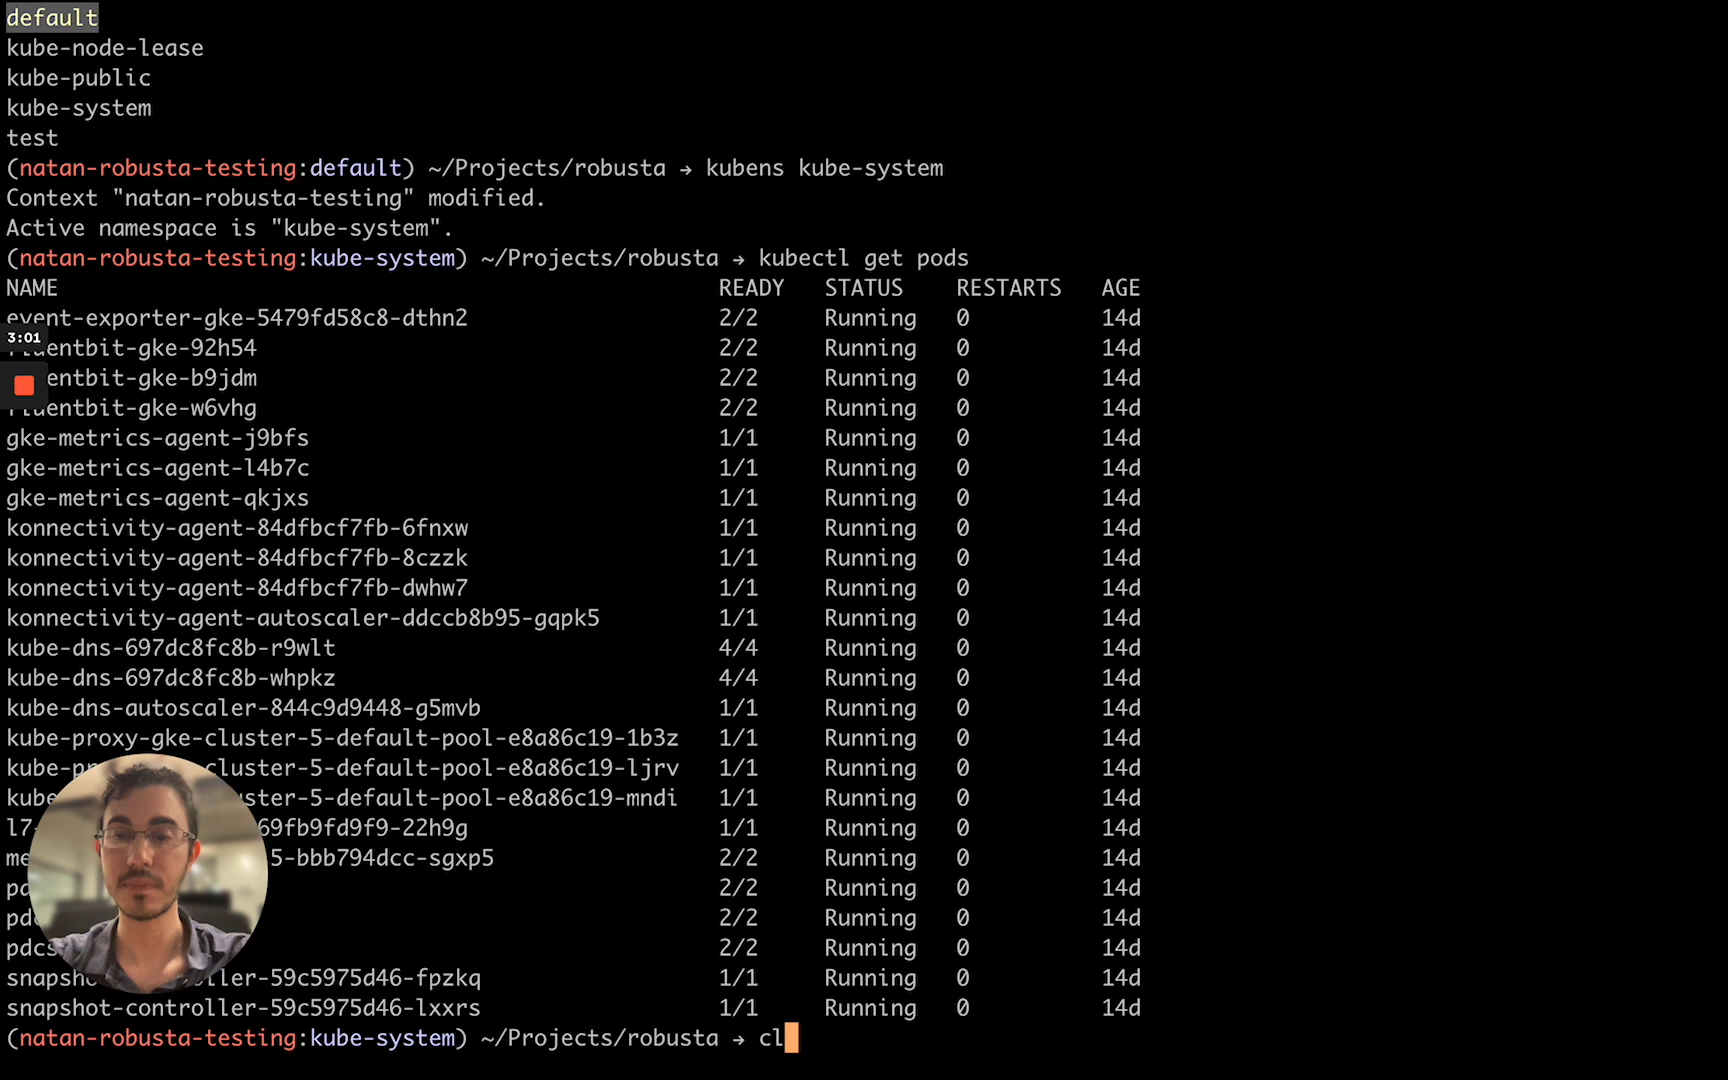 default
kube-node-lease
kube-public
kube-system
test
(natan-robusta-testing:default) ~/Projects/robusta → kubens kube-system
Context "natan-robusta-testing" modified.
Active namespace is "kube-system".
(natan-robusta-testing:kube-system) ~/Projects/robusta → kubectl get pods
NAME READY STATUS RESTARTS AGE
event-exporter-gke-5479fd58c8-dthn2 2/2 Running 0 14d
3:01
fluentbit-gke-92h54 2/2 Running 0 14d
entbit-gke-b9jdm 2/2 Running 0 14d
fluentbit-gke-w6vhg 2/2 Running 0 14d
gke-metrics-agent-j9bfs 1/1 Running 0 14d
gke-metrics-agent-l4b7c 1/1 Running 0 14d
gke-metrics-agent-qkjxs 1/1 Running 0 14d
konnectivity-agent-84dfbcf7fb-6fnxw 1/1 Running 0 14d
konnectivity-agent-84dfbcf7fb-8czzk 1/1 Running 0 14d
konnectivity-agent-84dfbcf7fb-dwhw7 1/1 Running 0 14d
konnectivity-agent-autoscaler-ddccb8b95-gqpk5 1/1 Running 0 14d
kube-dns-697dc8fc8b-r9wlt 4/4 Running 0 14d
kube-dns-697dc8fc8b-whpkz 4/4 Running 0 14d
kube-dns-autoscaler-844c9d9448-g5mvb 1/1 Running 0 14d
kube-proxy-gke-cluster-5-default-pool-e8a86c19-1b3z 1/1 Running 0 14d
kube-p cluster-5-default-pool-e8a86c19-ljrv 1/1 Running 0 14d
kube ster-5-default-pool-e8a86c19-mndi 1/1 Running 0 14d
l7- 69fb9fd9f9-22h9g 1/1 Running 0 14d
me 5-bbb794dcc-sgxp5 2/2 Running 0 14d
pd 2/2 Running 0 14d
pd 2/2 Running 0 14d
pdcs 2/2 Running 0 14d
snapsh ller-59c5975d46-fpzkq 1/1 Running 0 14d
snapshot-controller-59c5975d46-lxxrs 1/1 Running 0 14d
(natan-robusta-testing:kube-system) ~/Projects/robusta → cl